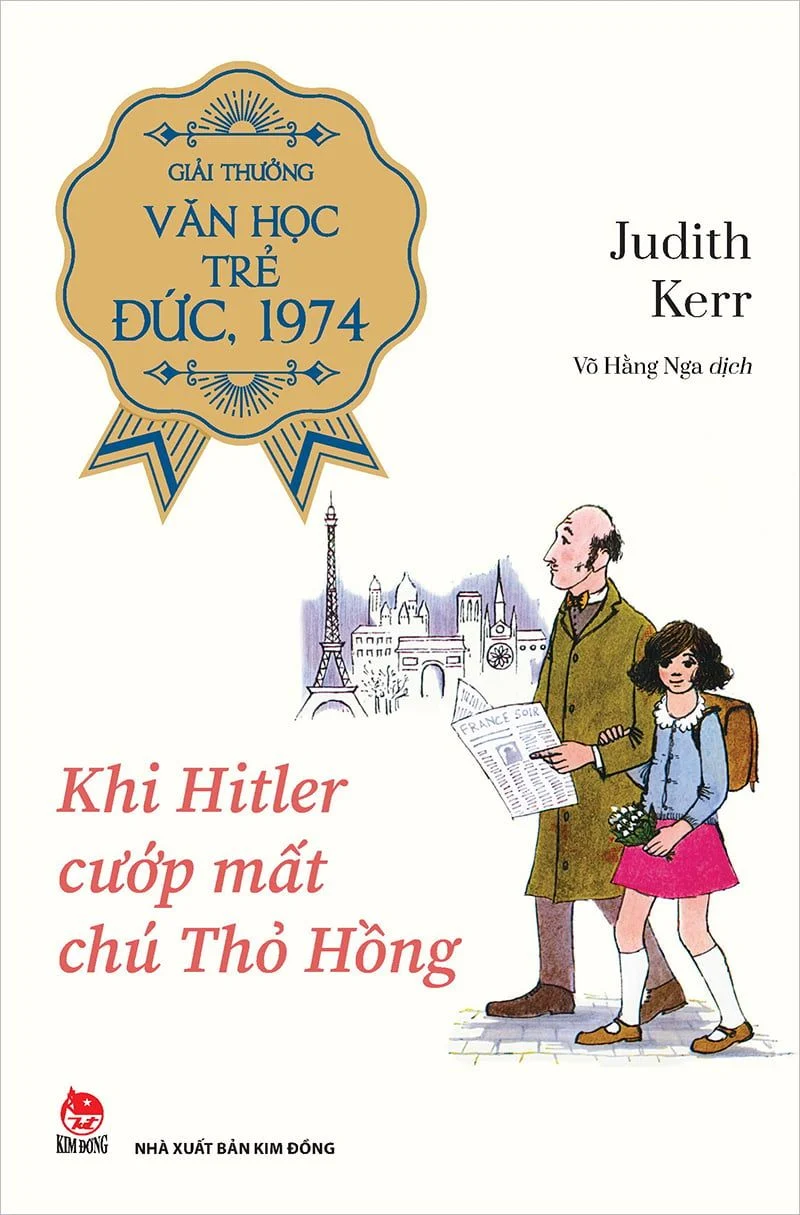 GIẢI THƯỞNG
VĂN HỌC
TRẺ
ĐỨC, 1974
Judith
Kerr
Võ Hằng Nga dịch
FRANCE SOIR
Khi Hitler
cướp mất
chú Thỏ Hồng
KIM ĐỒNG
NHÀ XUẤT BẢN KIM ĐỒNG